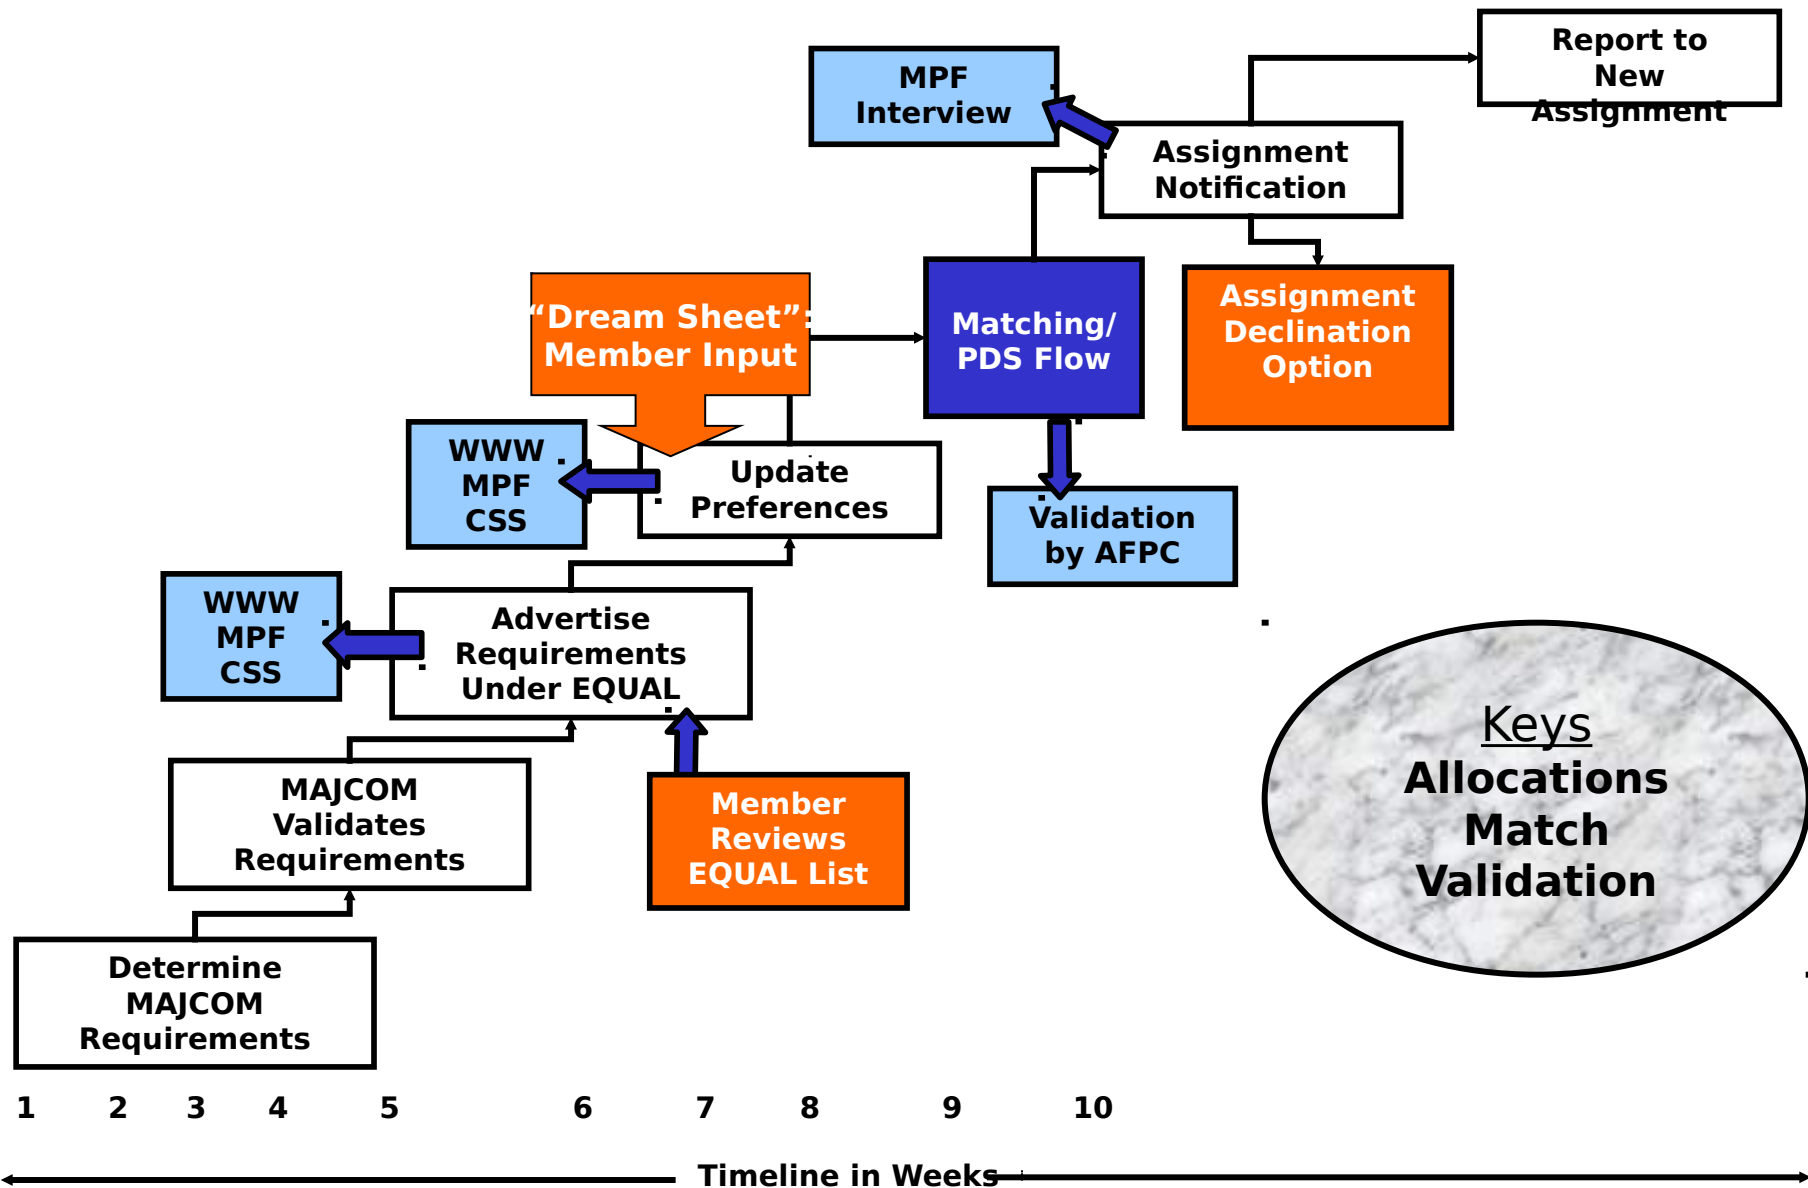 Report to
New
Assignment
MPF
Interview
Assignment
Notification
Assignment
Declination
Option
“Dream Sheet”:
Member Input
Matching/
PDS Flow
WWW
MPF
CSS
Update
Preferences
Validation
by AFPC
WWW
MPF
CSS
Advertise
Requirements
Under EQUAL
Keys
Allocations
Match
Validation
MAJCOM
Validates
Requirements
Member
Reviews
EQUAL List
Determine
MAJCOM
Requirements
1 2 3 4 5 6 7 8 9 10
Timeline in Weeks